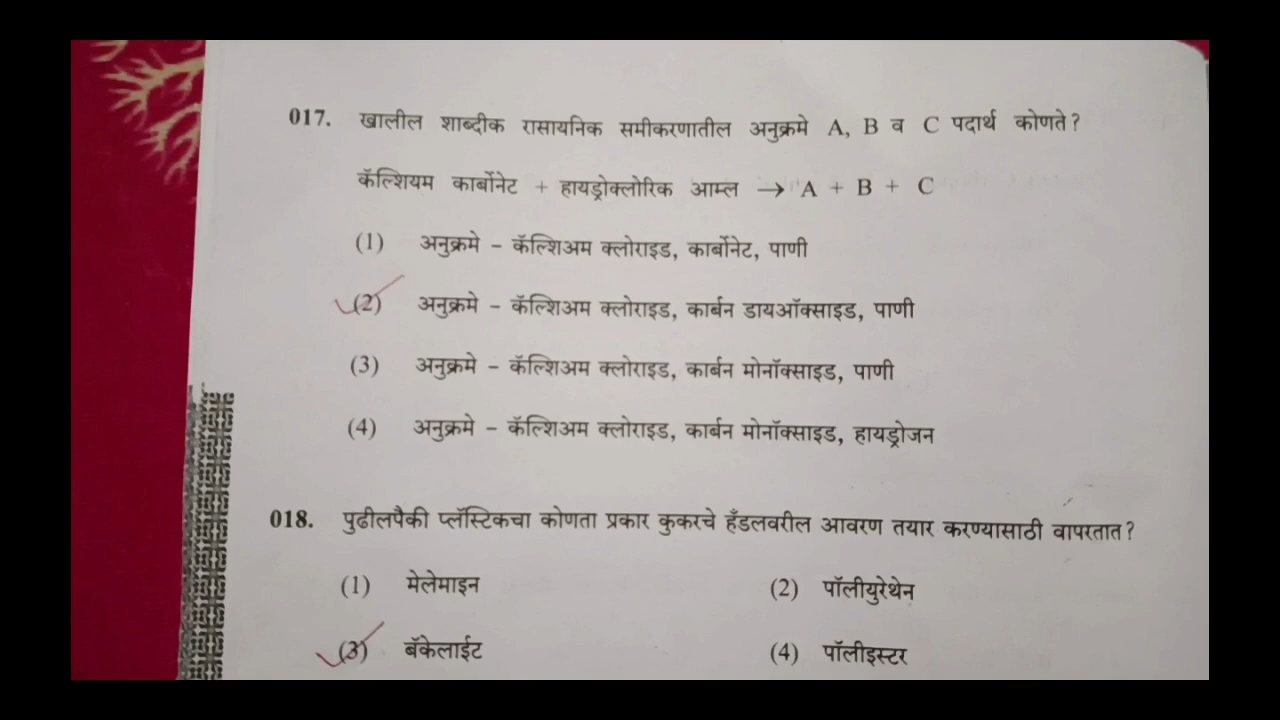 017. खालील शाब्दीक रासायनिक समीकरणातील अनुक्रमे A, B व C पदार्थ कोणते?
कॅल्शियम कार्बोनेट + हायड्रोक्लोरिक आम्ल → A + B + C
(1) अनुक्रमे – कॅल्शिअम क्लोराइड, कार्बोनेट, पाणी
(2) अनुक्रमे – कॅल्शिअम क्लोराइड, कार्बन डायऑक्साइड, पाणी
(3) अनुक्रमे – कॅल्शिअम क्लोराइड, कार्बन मोनॉक्साइड, पाणी
(4) अनुक्रमे – कॅल्शिअम क्लोराइड, कार्बन मोनॉक्साइड, हायड्रोजन
018. पुढीलपैकी प्लॅस्टिकचा कोणता प्रकार कुकरचे हँडलवरील आवरण तयार करण्यासाठी वापरतात?
(1) मेलेमाइन (2) पॉलीयुरेथेन
(3) बॅकेलाईट (4) पॉलीइस्टर